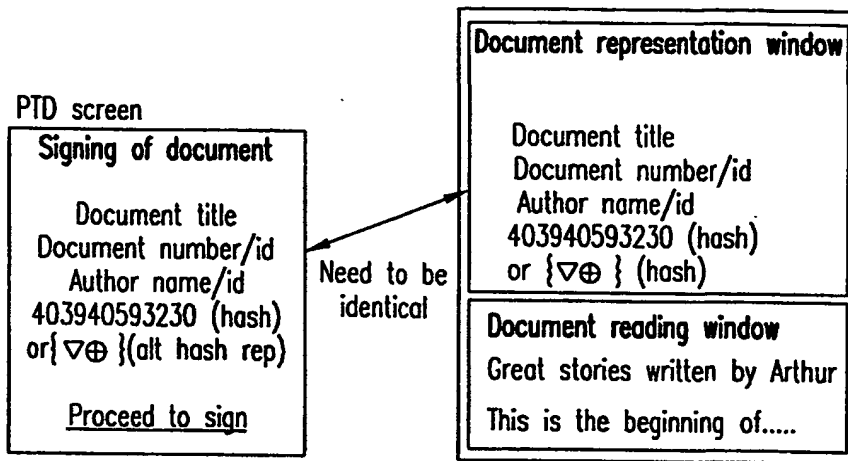 PTD screen
Signing of document
Document title
Document number/id
Author name/id
403940593230 (hash)
or{ ▽⊕ }(alt hash rep)
Proceed to sign
Need to be
identical
Document representation window
Document title
Document number/id
Author name/id
403940593230 (hash)
or {▽⊕ } (hash)
Document reading window
Great stories written by Arthur
This is the beginning of.....